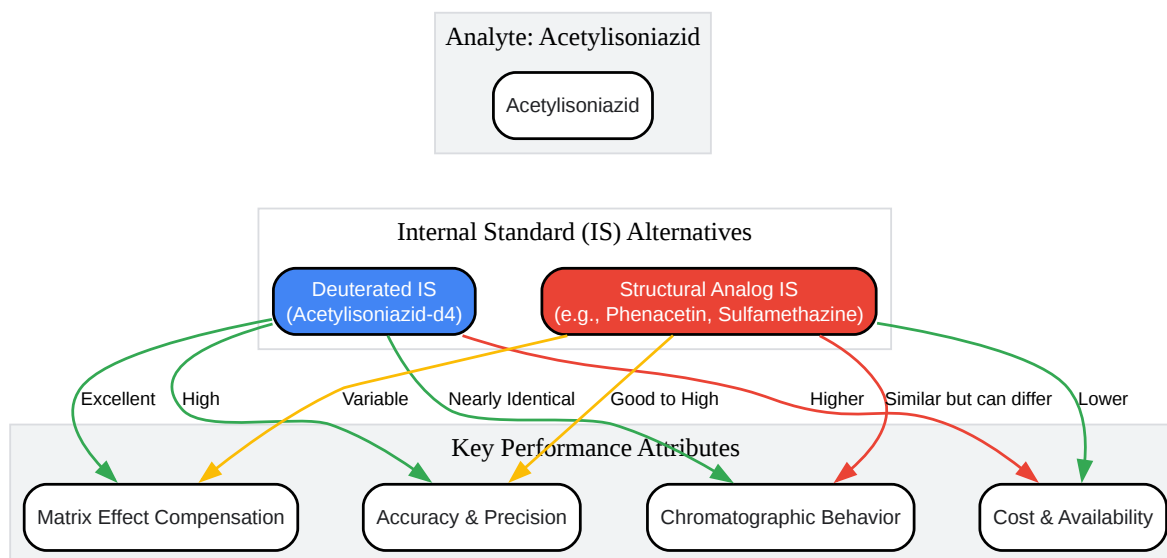 Analyte: Acetylisoniazid
Acetylisoniazid
Internal Standard (IS) Alternatives
Deuterated IS
(Acetylisoniazid-d4)
Structural Analog IS
(e.g., Phenacetin, Sulfamethazine)
Excellent
High
Variable
Nearly Identical
Good to High
Higher
Similar but can differ
Lower
Key Performance Attributes
Matrix Effect Compensation
Accuracy & Precision
Chromatographic Behavior
Cost & Availability